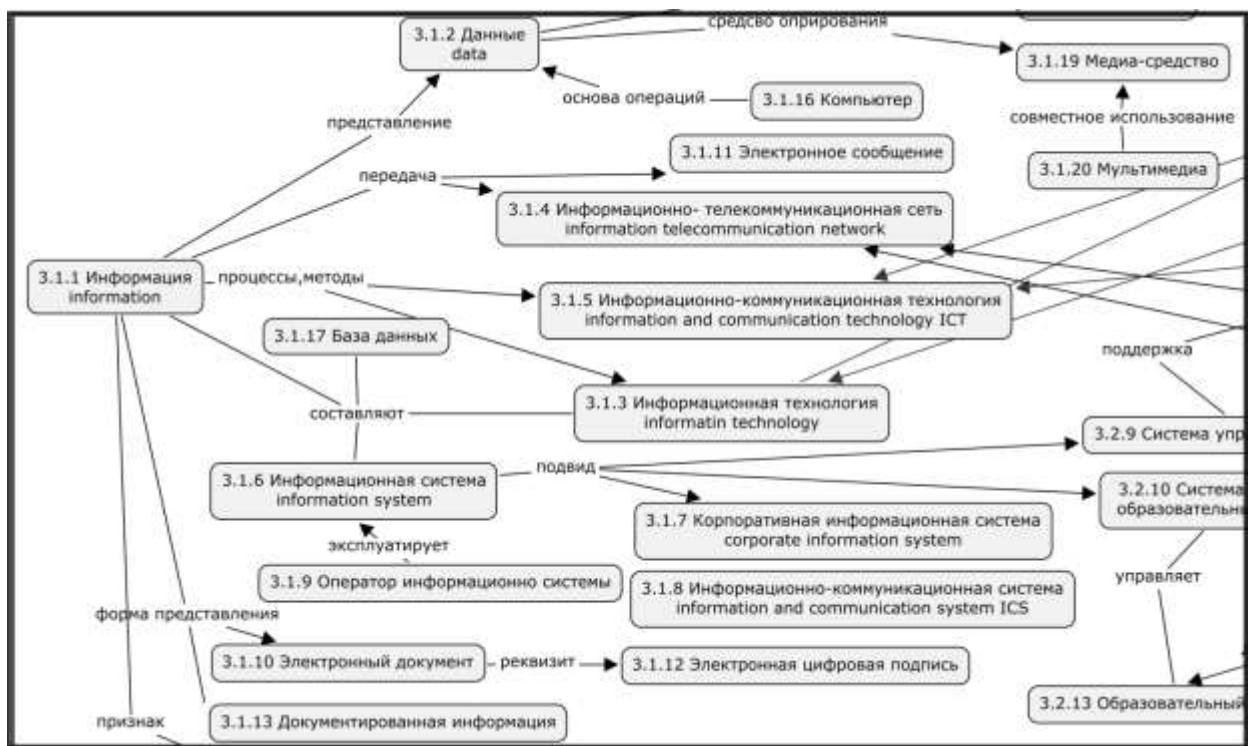 3.1.2 Данные
data
средсво оприрования
3.1.19 Медиа-средство
основа операций
3.1.16 Компьютер
представление
совместное использование
3.1.11 Электронное сообщение
передача
3.1.20 Мультимедиа
3.1.4 Информационно- телекоммуникационная сеть
information telecommunication network
3.1.1 Информация
information
процессы,методы
3.1.5 Информационно-коммуникационная технология
information and communication technology ICT
3.1.17 База данных
поддержка
3.1.3 Информационная технология
informatin technology
составляют
3.2.9 Система упр
3.1.6 Информационная система
information system
подвид
3.2.10 Система
образовательны
3.1.7 Корпоративная информационная система
corporate information system
эксплуатирует
3.1.9 Оператор информационно системы
3.1.8 Информационно-коммуникационная система
information and communication system ICS
управляет
форма представления
3.1.10 Электронный документ
реквизит
3.1.12 Электронная цифровая подпись
3.2.13 Образовательный
признак
3.1.13 Документированная информация